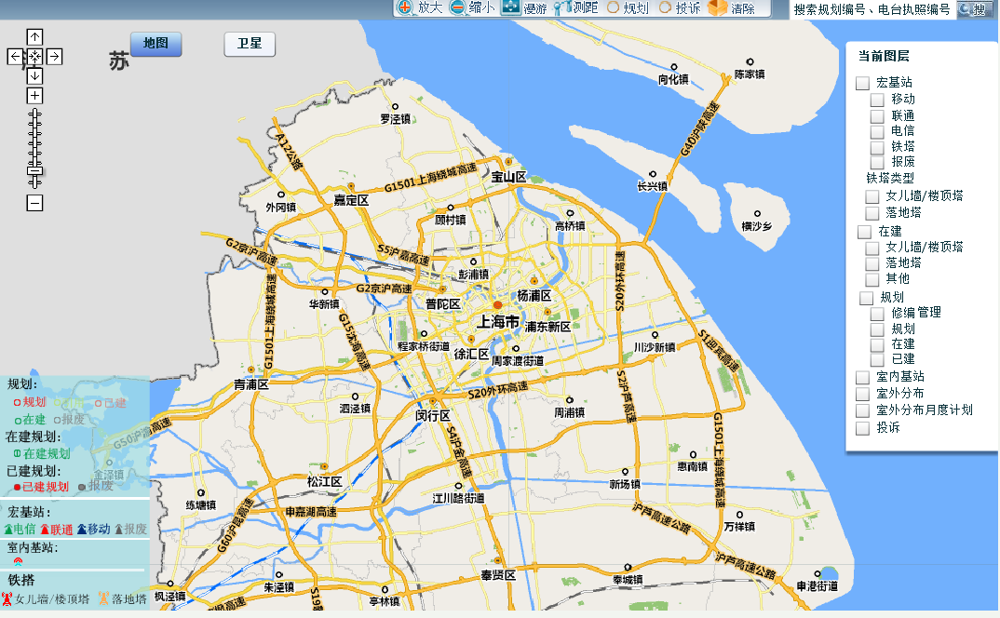 放大 缩小 漫游 测距 规划 投诉 清除 搜索规划编号、电台执照编号 搜
地图 卫星
苏
当前图层
宏基站
移动
联通
电信
铁塔
报废
铁塔类型
女儿墙/楼顶塔
落地塔
在建
女儿墙/楼顶塔
落地塔
其他
规划
修编管理
规划
在建
已建
室内基站
室外分布
室外分布月度计划
投诉
向化镇
陈家镇
罗泾镇
A12公路
G40沪陕高速
G1501上海绕城高速
宝山区
长兴镇
外冈镇
嘉定区
顾村镇
高桥镇
横沙乡
G2京沪高速
S5沪嘉高速
彭浦镇
G1501上海绕城高速
G2京沪高速
S20外环高速
华新镇
普陀区
杨浦区
上海市
浦东新区
G15沈海高速
程家桥街道
徐汇区
周家渡街道
川沙新镇
S1迎宾高速
青浦区
S20外环高速
S2沪芦高速
泗泾镇
闵行区
周浦镇
G50沪渝高速
S4沪金高速
G1501上海绕城高速
金泽镇
惠南镇
松江区
新场镇
练塘镇
江川路街道
申嘉湖高速
G60沪昆高速
沪芦高速公路
万祥镇
沪芦高速公路
奉贤区
奉城镇
申港街道
朱泾镇
枫泾镇
亭林镇
S19
规划:
规划 已建
在建 报废
在建规划:
在建规划
已建规划:
已建规划 报废
宏基站:
电信 联通 移动 报废
室内基站:
铁搭
女儿墙/楼顶塔 落地塔